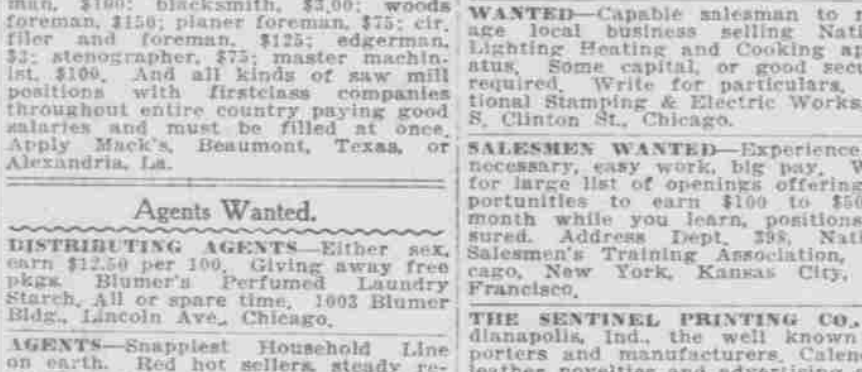 man, $100; blacksmith, $3.00; woods
foreman, $150; planer foreman, $75; cir.
filer and foreman, $125; edgerman,
$3; stenographer, $75; master machin-
ist, $100. And all kinds of saw mill
positions with firstclass companies
throughout entire country paying good
salaries and must be filled at once.
Apply Mack's, Beaumont, Texas, or
Alexandria, La.
Agents Wanted.
DISTRIBUTING AGENTS—Either sex,
earn $12.50 per 100. Giving away free
pkgs. Blumer's Perfumed Laundry
Starch. All or spare time. 1003 Blumer
Bldg., Lincoln Ave., Chicago.
AGENTS—Snappiest Household Line
on earth. Red hot sellers, steady re-
WANTED—Capable salesman to
age local business selling Nati
Lighting Heating and Cooking ap
atus. Some capital, or good secu
required. Write for particulars,
tional Stamping & Electric Works
S. Clinton St., Chicago.
SALESMEN WANTED—Experience
necessary, easy work, big pay. W
for large list of openings offering
portunities to earn $100 to $50
month while you learn, positions
sured. Address Dept. 398, Nati
Salesmen's Training Association,
cago, New York, Kansas City,
Francisco.
THE SENTINEL PRINTING CO.,
dianapolis, Ind., the well known
porters and manufacturers, Calen
leather novelties and advertising